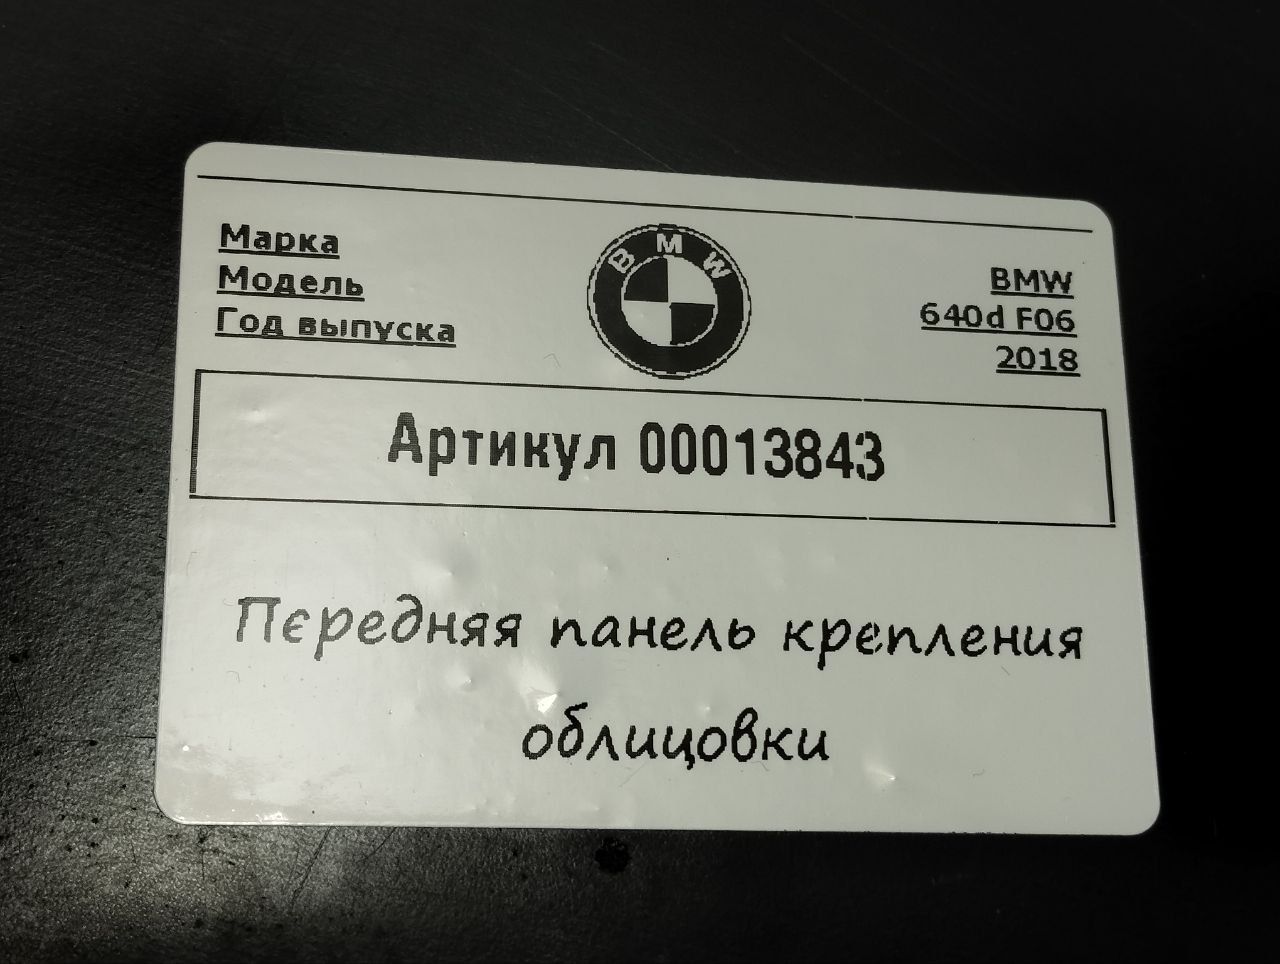 Марка
Модель
Год выпуска
BMW
BMW
640d F06
2018
Артикул 00013843
Передняя панель крепления
облицовки